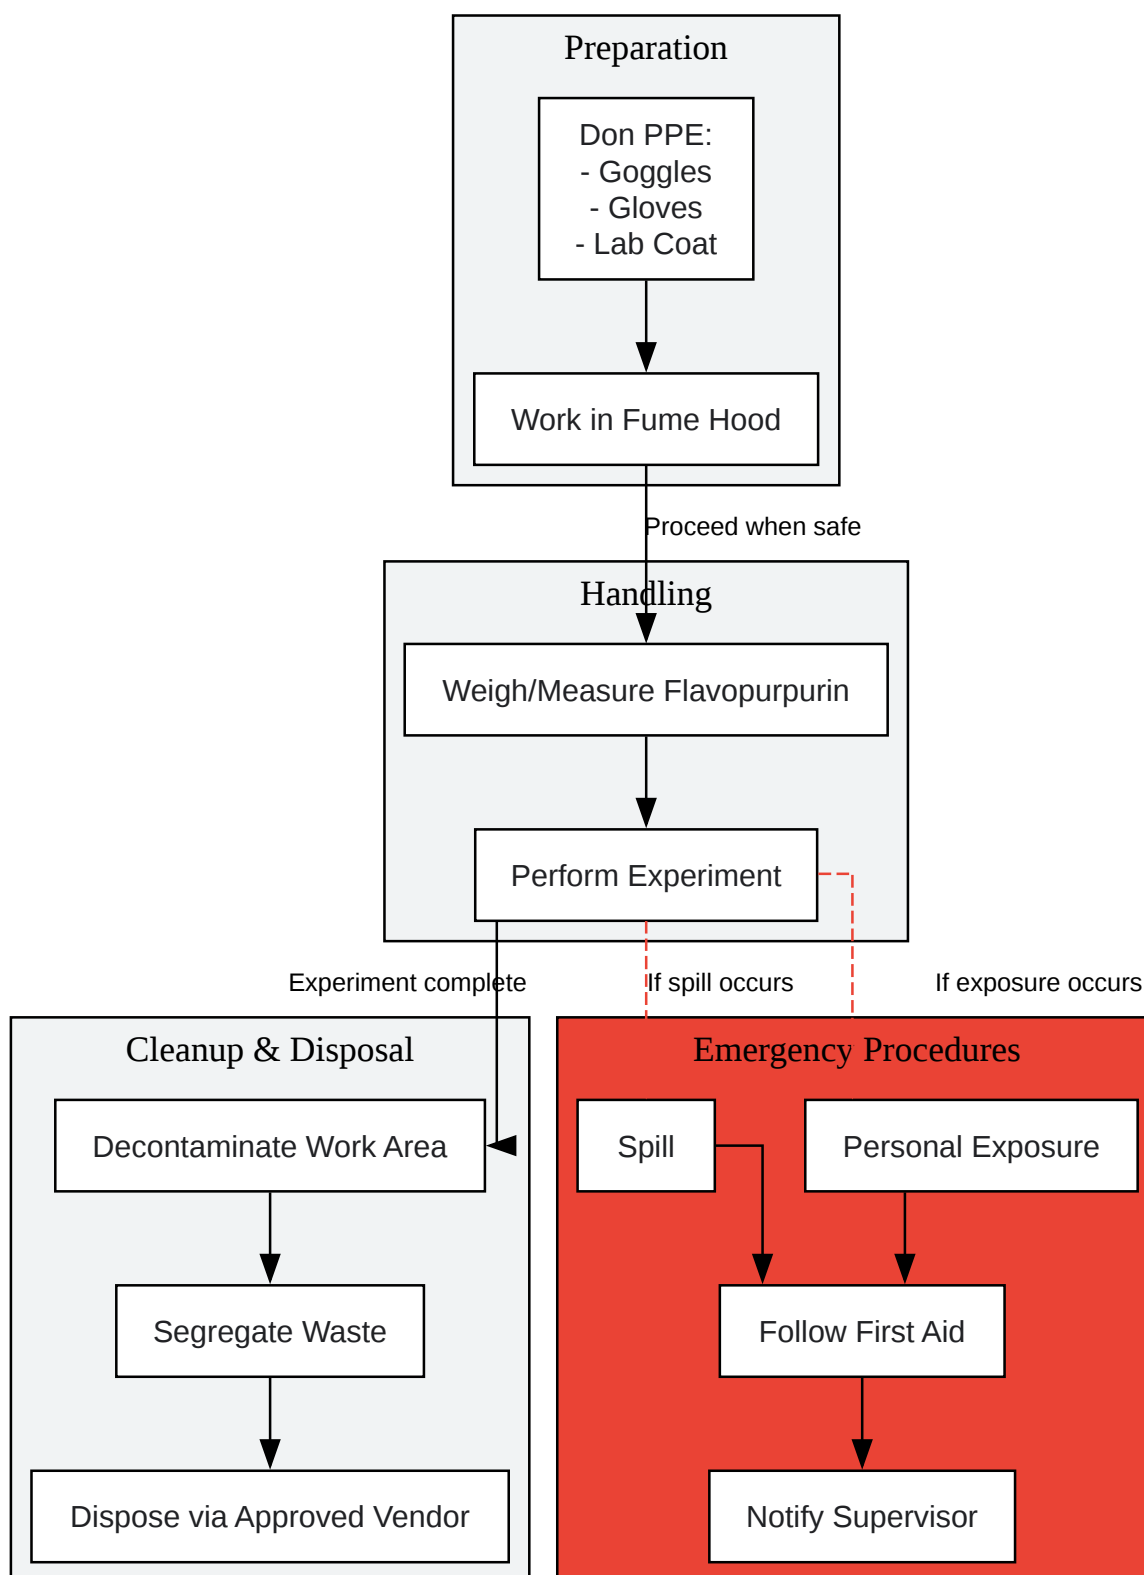 Preparation
Don PPE:
- Goggles
- Gloves
- Lab Coat
Work in Fume Hood
Proceed when safe
Handling
Weigh/Measure Flavopurpurin
Perform Experiment
Experiment complete
If spill occurs
If exposure occurs
Cleanup & Disposal
Decontaminate Work Area
Segregate Waste
Dispose via Approved Vendor
Emergency Procedures
Spill
Personal Exposure
Follow First Aid
Notify Supervisor